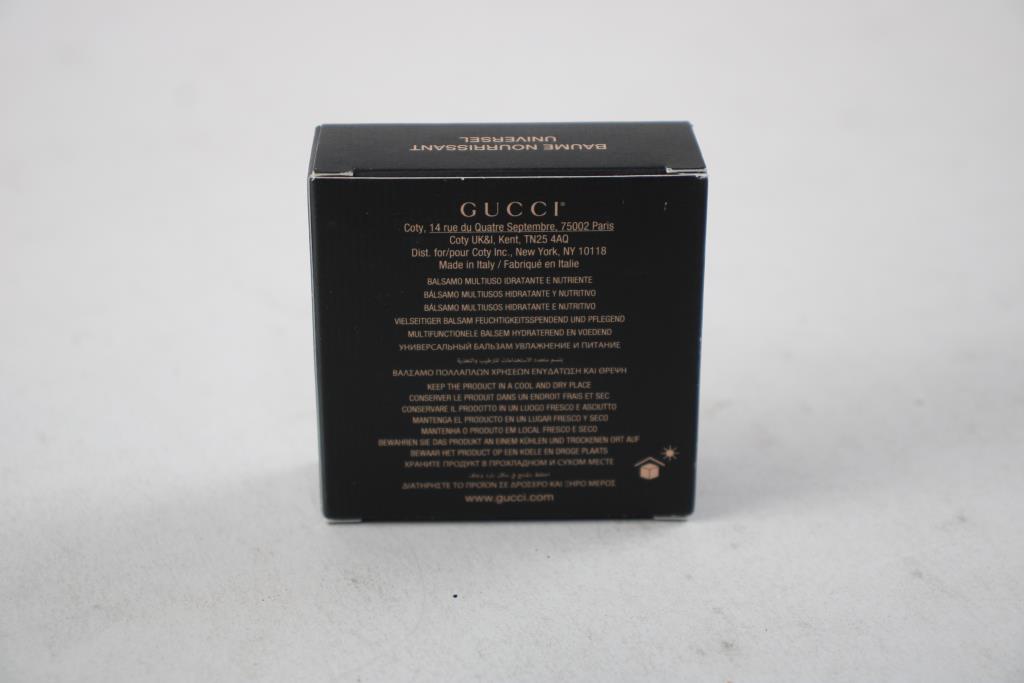 BAUME NOURRISSANT
UNIVERSEL
GUCCI®
Coty, 14 rue du Quatre Septembre, 75002 Paris
Coty UK&I, Kent, TN25 4AQ
Dist. for/pour Coty Inc., New York, NY 10118
Made in Italy / Fabriqué en Italie
BALSAMO MULTIUSO IDRATANTE E NUTRIENTE
BÁLSAMO MULTIUSOS HIDRATANTE Y NUTRITIVO
BÁLSAMO MULTIUSOS HIDRATANTE E NUTRITIVO
VIELSEITIGER BALSAM FEUCHTIGKEITSSPENDEND UND PFLEGEND
MULTIFUNCTIONELE BALSEM HYDRATEREND EN VOEDEND
УНИВЕРСАЛЬНЫЙ БАЛЬЗАМ УВЛАЖНЕНИЕ И ПИТАНИЕ
بلسم متعدد الاستخدامات للترطيب والتغذية
ΒΑΛΣΑΜΟ ΠΟΛΛΑΠΛΩΝ ΧΡΗΣΕΩΝ ΕΝΥΔΑΤΩΣΗ ΚΑΙ ΘΡΕΨΗ
KEEP THE PRODUCT IN A COOL AND DRY PLACE
CONSERVER LE PRODUIT DANS UN ENDROIT FRAIS ET SEC
CONSERVARE IL PRODOTTO IN UN LUOGO FRESCO E ASCIUTTO
MANTENGA EL PRODUCTO EN UN LUGAR FRESCO Y SECO
MANTENHA O PRODUTO EM LOCAL FRESCO E SECO
BEWAHREN SIE DAS PRODUKT AN EINEM KÜHLEN UND TROCKENEN ORT AUF
BEWAAR HET PRODUCT OP EEN KOELE EN DROGE PLAATS
ХРАНИТЕ ПРОДУКТ В ПРОХЛАДНОМ И СУХОМ МЕСТЕ
ΔΙΑΤΗΡΗΣΤΕ ΤΟ ΠΡΟΪΟΝ ΣΕ ΔΡΟΣΕΡΟ ΚΑΙ ΞΗΡΟ ΜΕΡΟΣ
www.gucci.com